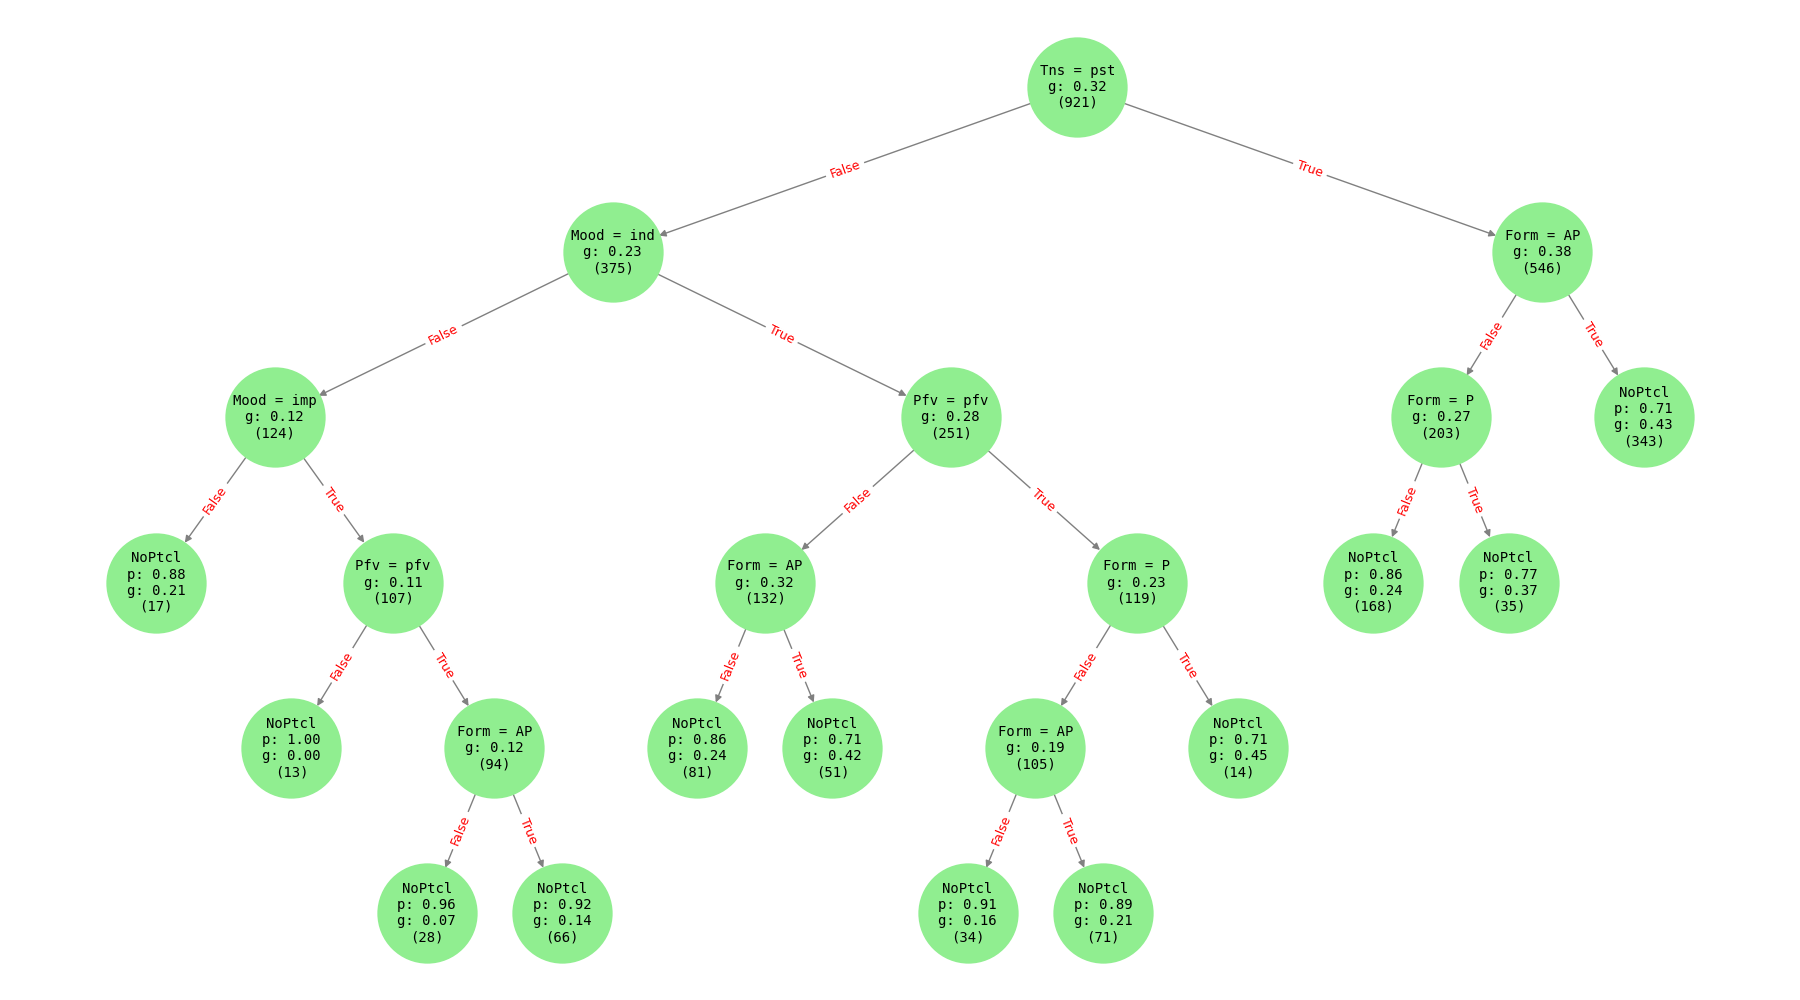 Tns = pst
g: 0.32
(921)
False
True
Mood = ind
g: 0.23
(375)
Form = AP
g: 0.38
(546)
False
True
False
True
Mood = imp
g: 0.12
(124)
Pfv = pfv
g: 0.28
(251)
Form = P
g: 0.27
(203)
NoPtcl
p: 0.71
g: 0.43
(343)
False
True
False
True
False
True
NoPtcl
p: 0.88
g: 0.21
(17)
Pfv = pfv
g: 0.11
(107)
Form = AP
g: 0.32
(132)
Form = P
g: 0.23
(119)
NoPtcl
p: 0.86
g: 0.24
(168)
NoPtcl
p: 0.77
g: 0.37
(35)
False
True
False
True
False
True
NoPtcl
p: 1.00
g: 0.00
(13)
Form = AP
g: 0.12
(94)
NoPtcl
p: 0.86
g: 0.24
(81)
NoPtcl
p: 0.71
g: 0.42
(51)
Form = AP
g: 0.19
(105)
NoPtcl
p: 0.71
g: 0.45
(14)
False
True
False
True
NoPtcl
p: 0.96
g: 0.07
(28)
NoPtcl
p: 0.92
g: 0.14
(66)
NoPtcl
p: 0.91
g: 0.16
(34)
NoPtcl
p: 0.89
g: 0.21
(71)